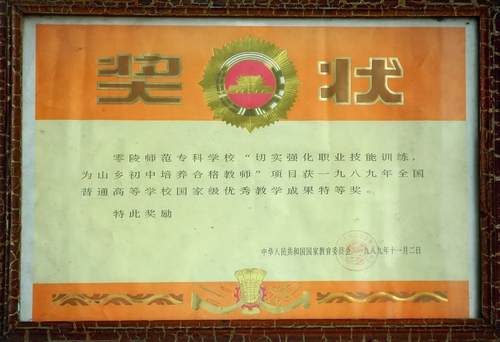 奖状
零陵师范专科学校“切实强化职业技能训练，
为山乡初中培养合格教师”项目获一九八九年全国
普通高等学校国家级优秀教学成果特等奖。
特此奖励
中华人民共和国国家教育委员会 一九八九年十一月二日